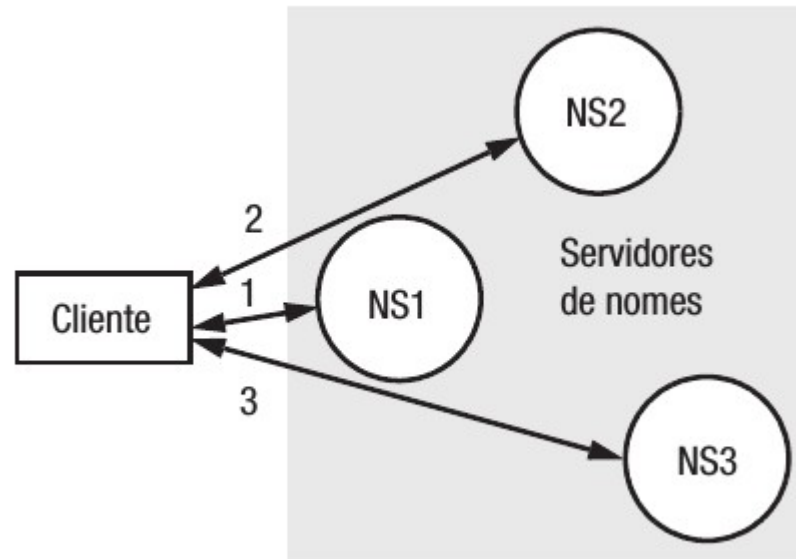 NS2
2
Servidores
de nomes
1
NS1
Cliente
3
NS3